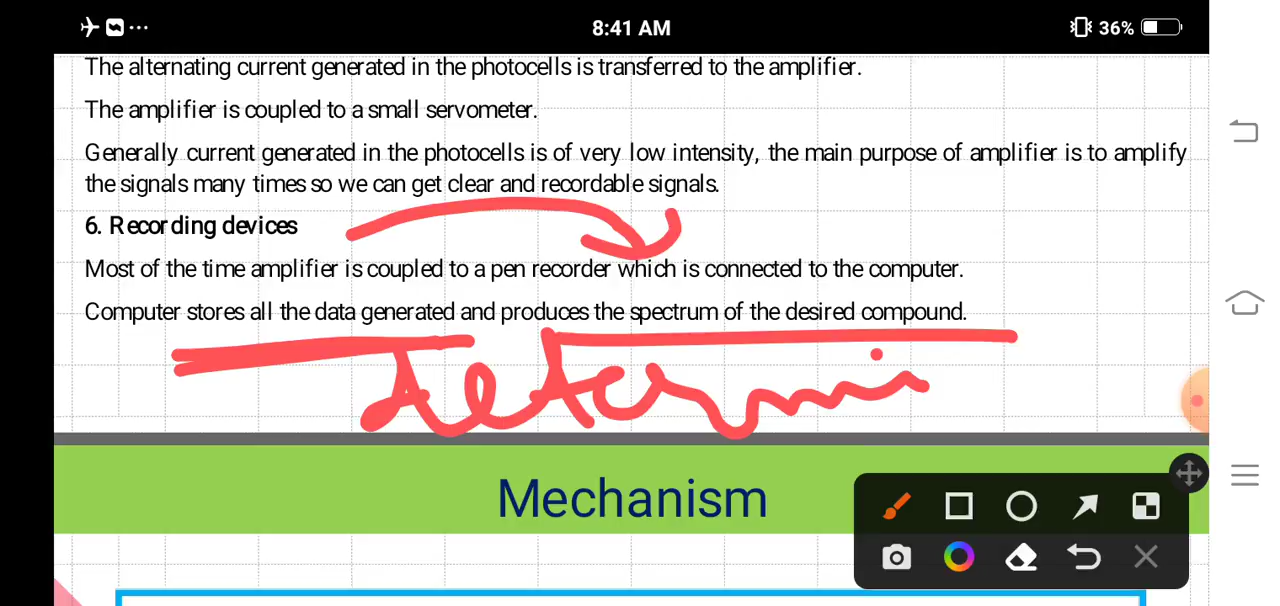 8:41 AM
36%
The alternating current generated in the photocells is transferred to the amplifier.
The amplifier is coupled to a small servometer.
Generally current generated in the photocells is of very low intensity, the main purpose of amplifier is to amplify
the signals many times so we can get clear and recordable signals.
6. Recording devices
Most of the time amplifier is coupled to a pen recorder which is connected to the computer.
Computer stores all the data generated and produces the spectrum of the desired compound.
determi
Mechanism